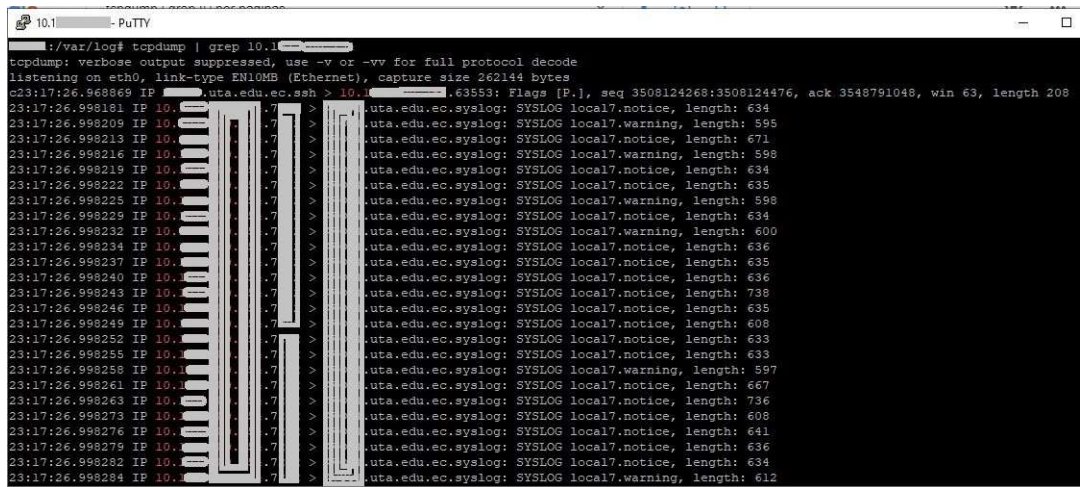 10.1 - PuTTY
:/var/log# tcpdump | grep 10.1
tcpdump: verbose output suppressed, use -v or -vv for full protocol decode
listening on eth0, link-type EN10MB (Ethernet), capture size 262144 bytes
c23:17:26.968869 IP .uta.edu.ec.ssh > 10.1 .63553: Flags [P.], seq 3508124268:3508124476, ack 3548791048, win 63, length 208
23:17:26.998181 IP 10. .7 > .uta.edu.ec.syslog: SYSLOG local7.notice, length: 634
23:17:26.998209 IP 10. .7 > .uta.edu.ec.syslog: SYSLOG local7.warning, length: 595
23:17:26.998213 IP 10. .7 > .uta.edu.ec.syslog: SYSLOG local7.notice, length: 671
23:17:26.998216 IP 10. .7 > .uta.edu.ec.syslog: SYSLOG local7.warning, length: 598
23:17:26.998219 IP 10. .7 > .uta.edu.ec.syslog: SYSLOG local7.notice, length: 634
23:17:26.998222 IP 10. .7 > .uta.edu.ec.syslog: SYSLOG local7.notice, length: 635
23:17:26.998225 IP 10. .7 > .uta.edu.ec.syslog: SYSLOG local7.warning, length: 598
23:17:26.998229 IP 10. .7 > .uta.edu.ec.syslog: SYSLOG local7.notice, length: 634
23:17:26.998232 IP 10. .7 > .uta.edu.ec.syslog: SYSLOG local7.warning, length: 600
23:17:26.998234 IP 10. .7 > .uta.edu.ec.syslog: SYSLOG local7.notice, length: 636
23:17:26.998237 IP 10. .7 > .uta.edu.ec.syslog: SYSLOG local7.notice, length: 635
23:17:26.998240 IP 10. .7 > .uta.edu.ec.syslog: SYSLOG local7.notice, length: 636
23:17:26.998243 IP 10. .7 > .uta.edu.ec.syslog: SYSLOG local7.notice, length: 738
23:17:26.998246 IP 10. .7 > .uta.edu.ec.syslog: SYSLOG local7.notice, length: 635
23:17:26.998249 IP 10. .7 > .uta.edu.ec.syslog: SYSLOG local7.notice, length: 608
23:17:26.998252 IP 10. .7 > .uta.edu.ec.syslog: SYSLOG local7.notice, length: 633
23:17:26.998255 IP 10. .7 > .uta.edu.ec.syslog: SYSLOG local7.notice, length: 633
23:17:26.998258 IP 10. .7 > .uta.edu.ec.syslog: SYSLOG local7.warning, length: 597
23:17:26.998261 IP 10. .7 > .uta.edu.ec.syslog: SYSLOG local7.notice, length: 667
23:17:26.998263 IP 10. .7 > .uta.edu.ec.syslog: SYSLOG local7.notice, length: 736
23:17:26.998273 IP 10. .7 > .uta.edu.ec.syslog: SYSLOG local7.notice, length: 608
23:17:26.998276 IP 10. .7 > .uta.edu.ec.syslog: SYSLOG local7.notice, length: 641
23:17:26.998279 IP 10. .7 > .uta.edu.ec.syslog: SYSLOG local7.notice, length: 636
23:17:26.998282 IP 10. .7 > .uta.edu.ec.syslog: SYSLOG local7.notice, length: 634
23:17:26.998284 IP 10. .7 > .uta.edu.ec.syslog: SYSLOG local7.warning, length: 612